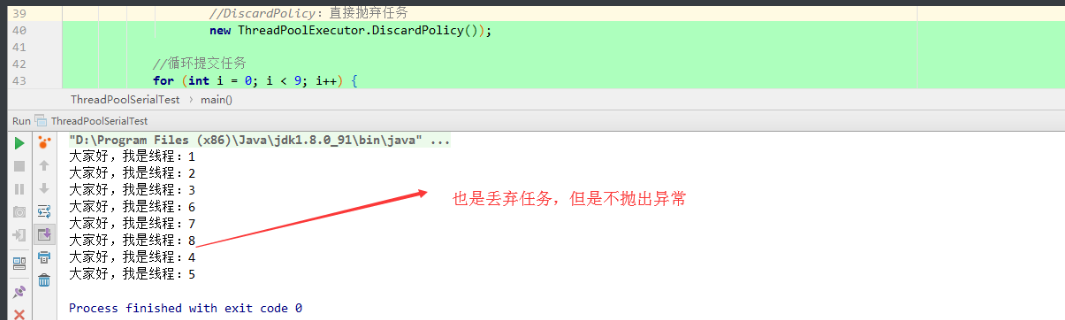 39 //DiscardPolicy：直接抛弃任务
40 new ThreadPoolExecutor.DiscardPolicy());
41
42 //循环提交任务
43 for (int i = 0; i < 9; i++) {
ThreadPoolSerialTest › main()
Run ThreadPoolSerialTest
"D:\Program Files (x86)\Java\jdk1.8.0_91\bin\java" ...
大家好，我是线程：1
大家好，我是线程：2
大家好，我是线程：3
也是丢弃任务，但是不抛出异常
大家好，我是线程：6
大家好，我是线程：7
大家好，我是线程：8
大家好，我是线程：4
大家好，我是线程：5
Process finished with exit code 0